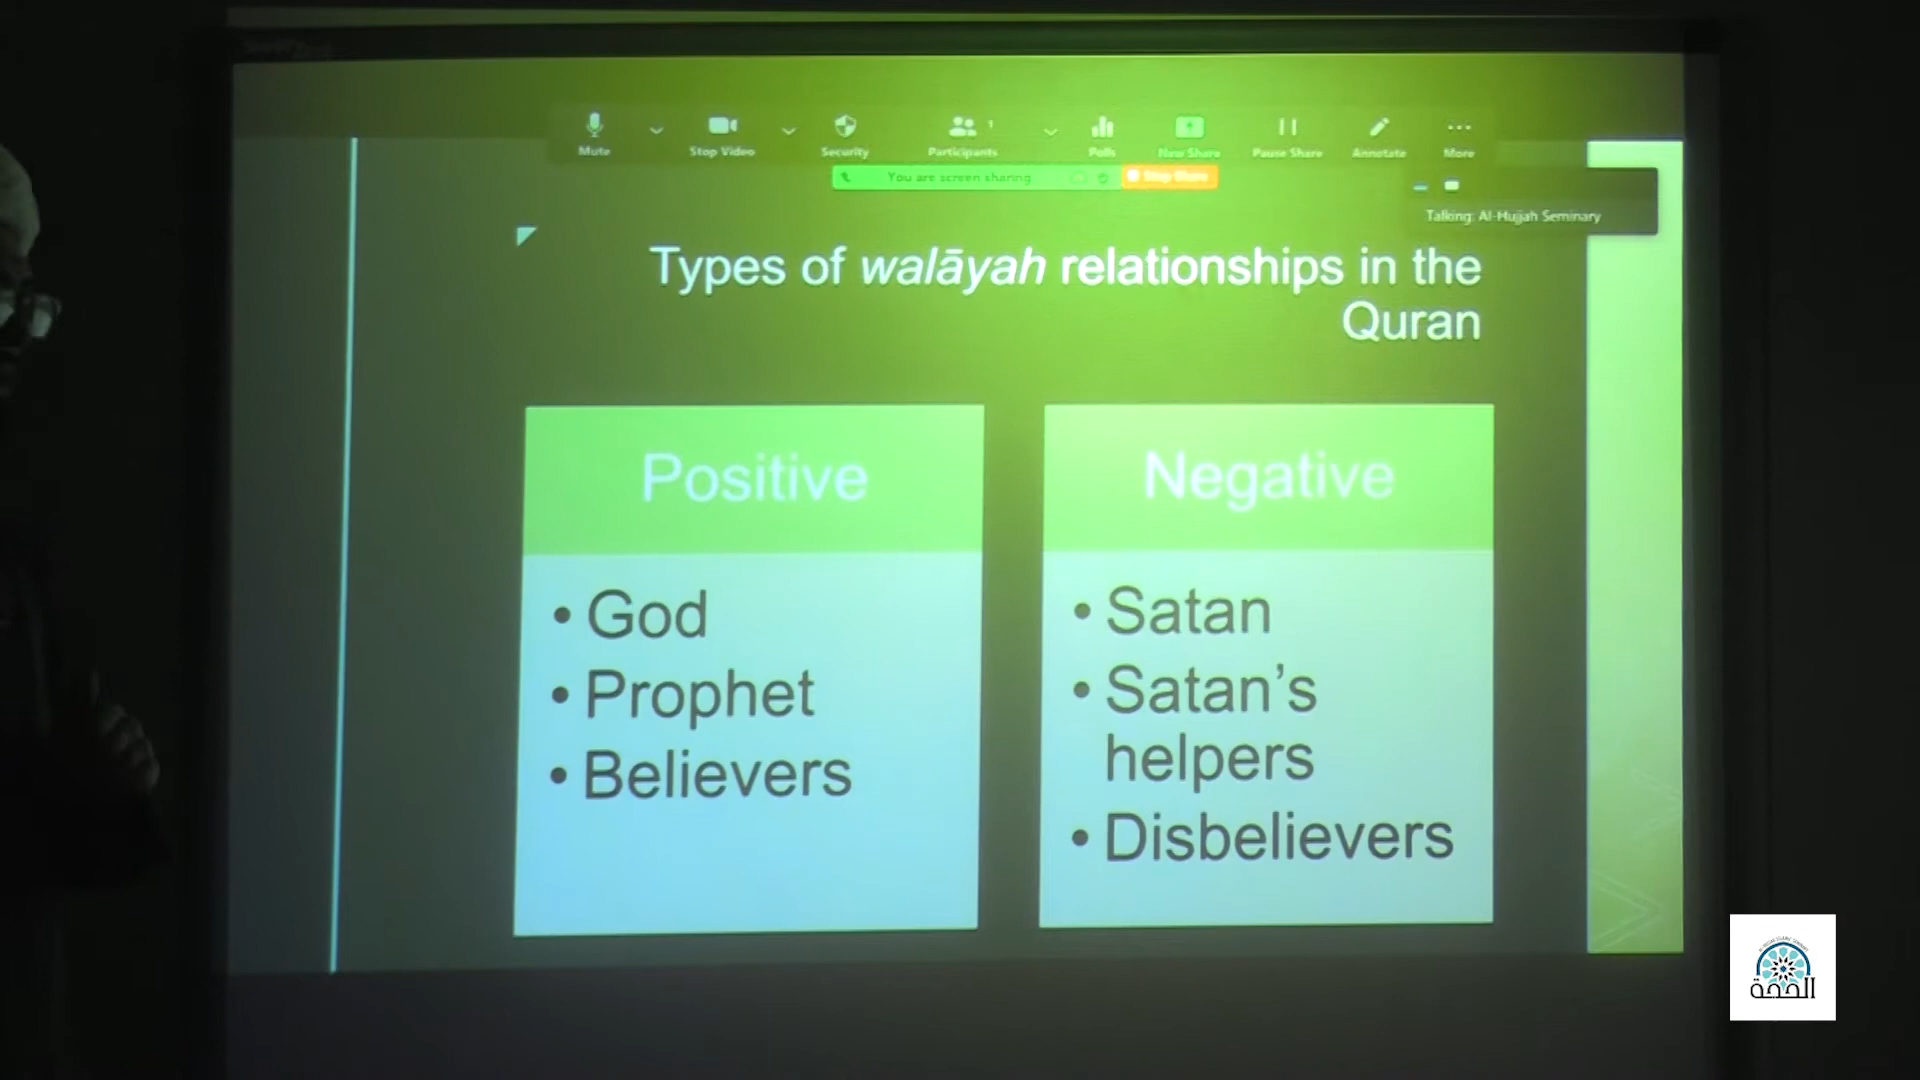 Mute
Stop Video
Security
Participants
1
Polls
New Share
Pause Share
Annotate
More
You are screen sharing
Stop Share
Talking: Al-Hujjah Seminary
Types of walāyah relationships in the
Quran
Positive
• God
• Prophet
• Believers
Negative
• Satan
• Satan's
helpers
• Disbelievers
الحجة